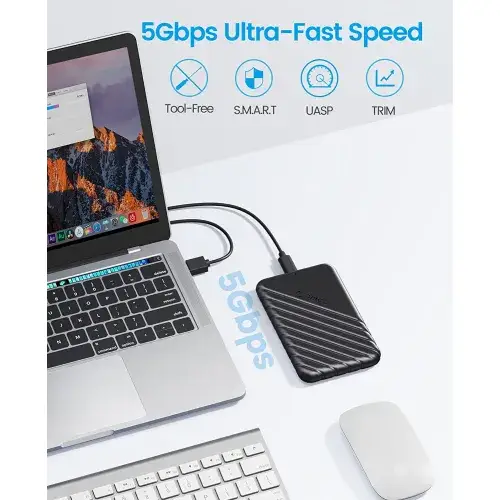 5Gbps Ultra-Fast Speed
Tool-Free
S.M.A.R.T
UASP
TRIM
5Gbps